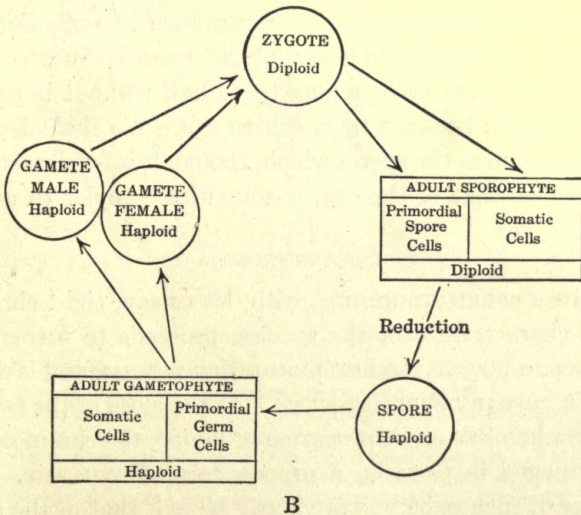 ZYGOTE
Diploid
GAMETE
MALE
Haploid
GAMETE
FEMALE
Haploid
ADULT SPOROPHYTE
Primordial
Spore
Cells
Somatic
Cells
Diploid
Reduction
ADULT GAMETOPHYTE
Somatic
Cells
Primordial
Germ
Cells
Haploid
SPORE
Haploid
B